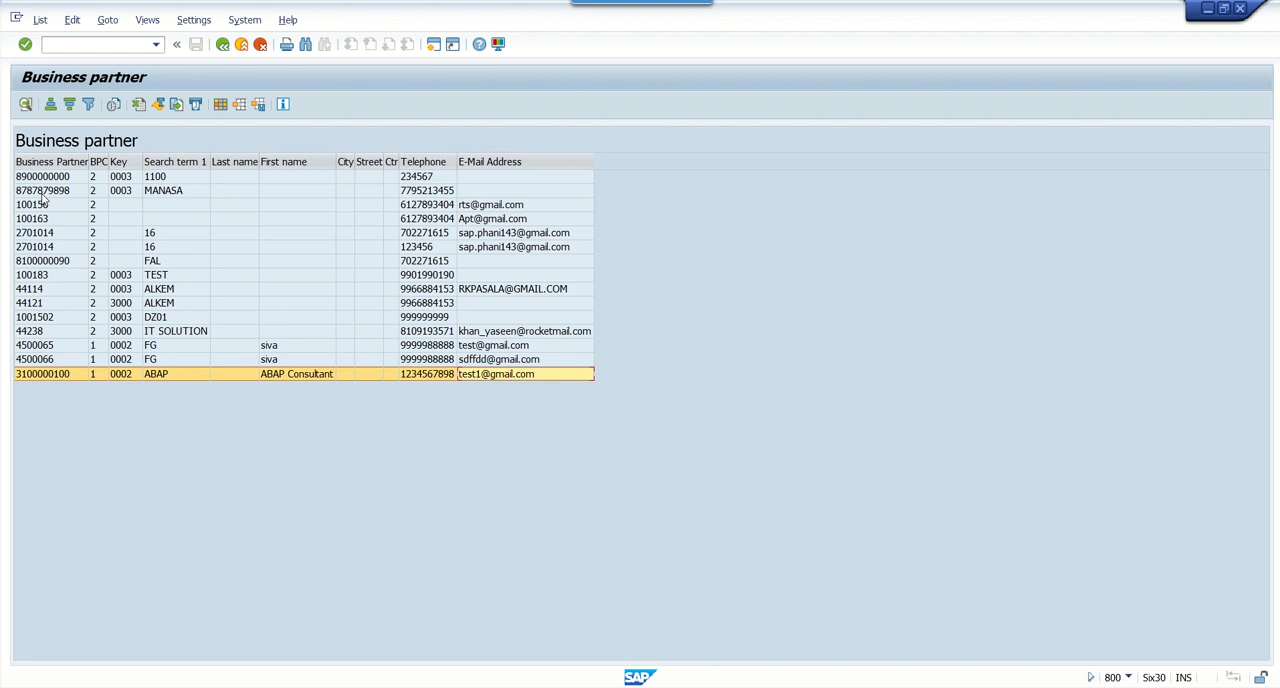 List Edit Goto Views Settings System Help
Business partner
Business partner
Business Partner BPC Key Search term 1 Last name First name City Street Ctr Telephone E-Mail Address
8900000000 2 0003 1100 234567
8787879898 2 0003 MANASA 7795213455
100156 2 6127893404 rts@gmail.com
100163 2 6127893404 Apt@gmail.com
2701014 2 16 702271615 sap.phani143@gmail.com
2701014 2 16 123456 sap.phani143@gmail.com
8100000090 2 FAL 702271615
100183 2 0003 TEST 9901990190
44114 2 0003 ALKEM 9966884153 RKPASALA@GMAIL.COM
44121 2 3000 ALKEM 9966884153
1001502 2 0003 DZ01 999999999
44238 2 3000 IT SOLUTION 8109193571 khan_yaseen@rocketmail.com
4500065 1 0002 FG siva 9999988888 test@gmail.com
4500066 1 0002 FG siva 9999988888 sdffdd@gmail.com
3100000100 1 0002 ABAP ABAP Consultant 1234567898 test1@gmail.com
SAP 800 Six30 INS